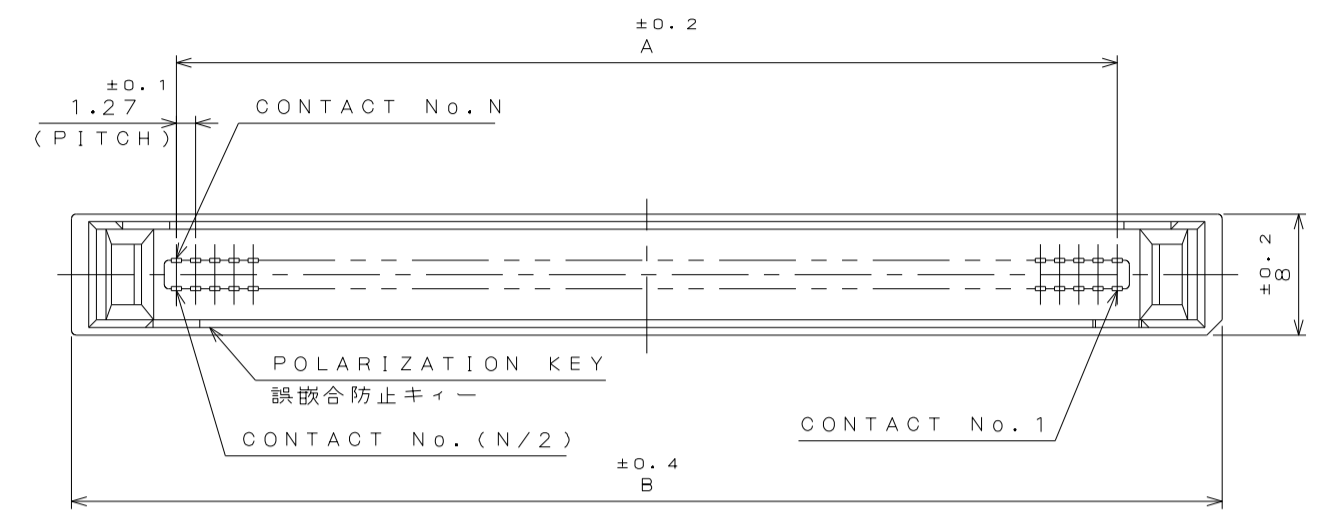 ±0.2
A
±0.1
1.27
(PITCH)
CONTACT No.N
±0.2
8
POLARIZATION KEY
誤嵌合防止キィー
CONTACT No.(N/2)
CONTACT No.1
±0.4
B